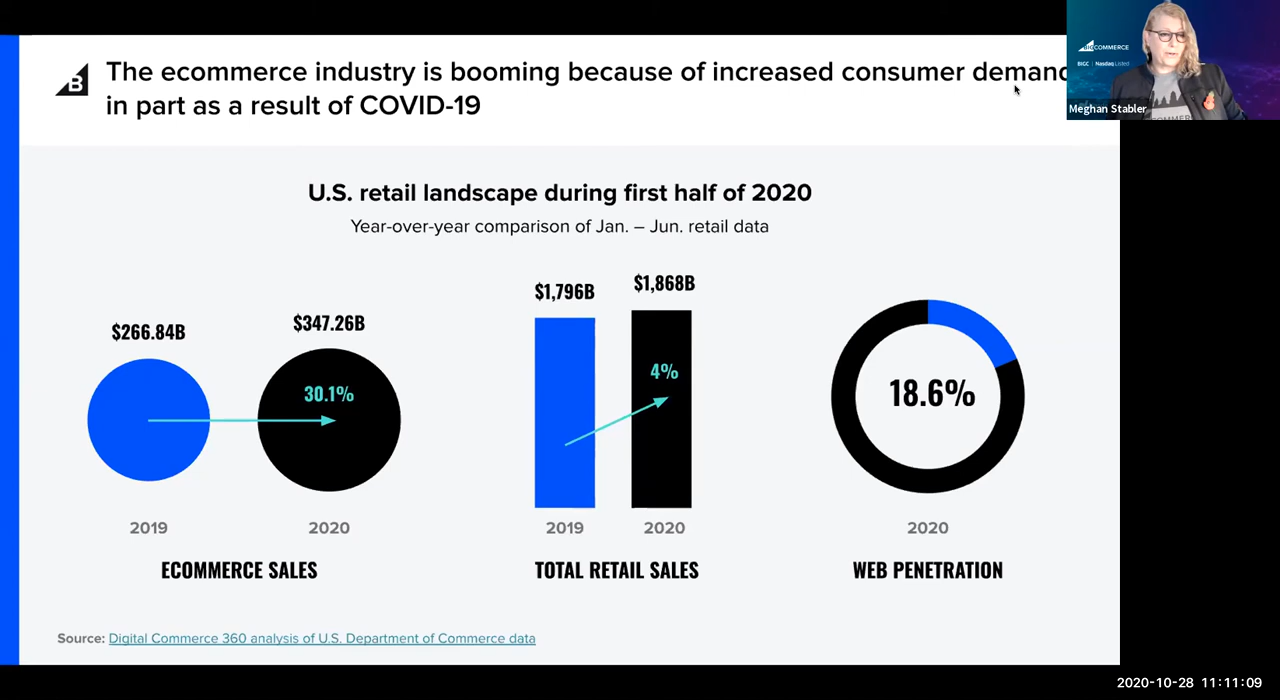 The ecommerce industry is booming because of increased consumer demand
in part as a result of COVID-19
BIGCOMMERCE
BIGC | Nasdaq Listed
Meghan Stabler
U.S. retail landscape during first half of 2020
Year-over-year comparison of Jan. – Jun. retail data
$266.84B
$347.26B
30.1%
2019
2020
ECOMMERCE SALES
$1,796B
$1,868B
4%
2019
2020
TOTAL RETAIL SALES
18.6%
2020
WEB PENETRATION
Source: Digital Commerce 360 analysis of U.S. Department of Commerce data
2020-10-28 11:11:09